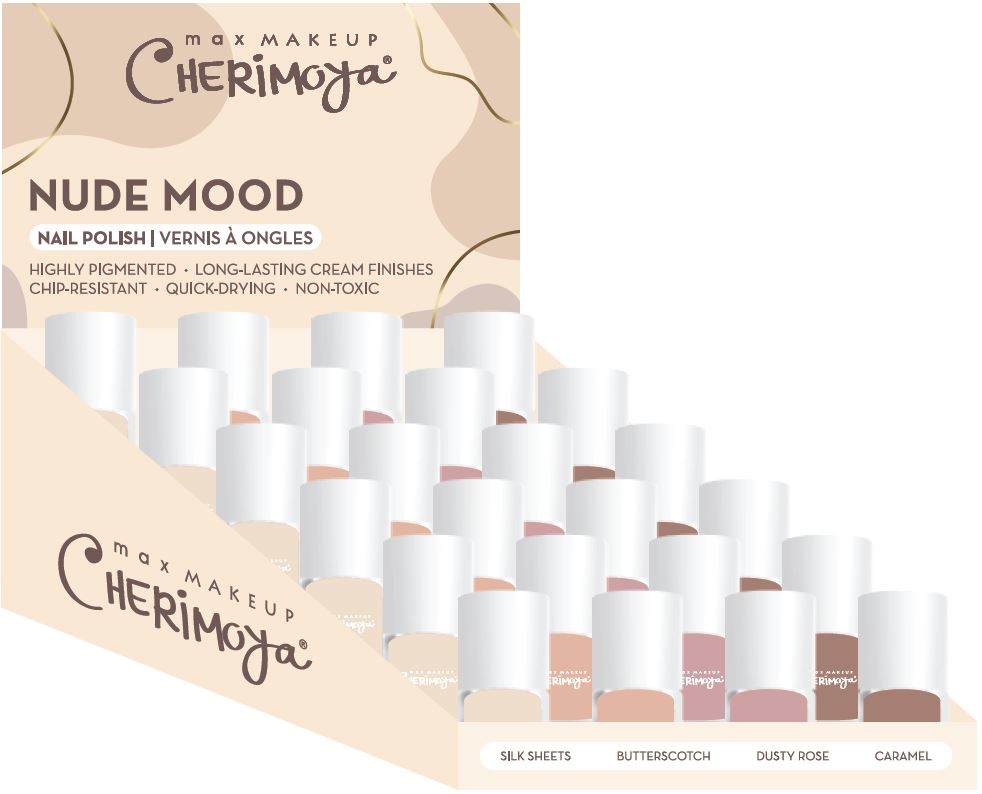 max MAKEUP
CHERiMOya®
NUDE MOOD
NAIL POLISH | VERNIS À ONGLES
HIGHLY PIGMENTED · LONG-LASTING CREAM FINISHES
CHIP-RESISTANT · QUICK-DRYING · NON-TOXIC
max MAKEUP
CHERiMOya®
SILK SHEETS BUTTERSCOTCH DUSTY ROSE CARAMEL